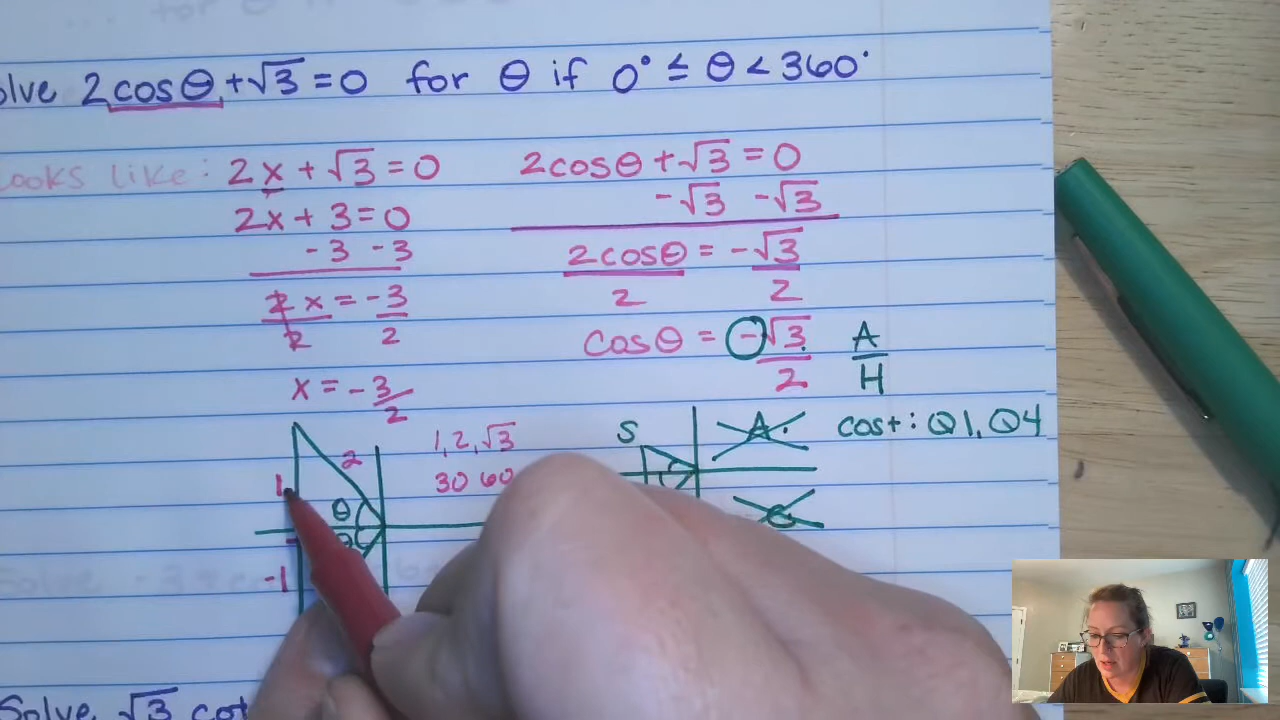 olve 2cosθ + √3 = 0 for θ if 0° ≤ θ < 360°
Looks like: 2x + √3 = 0
2x + 3 = 0
- 3 - 3
2x = -3
2 2
x = -3/2
2cosθ + √3 = 0
- √3 - √3
2cosθ = -√3
2 2
cosθ = -√3
2
A
H
cos+: Q1, Q4
S A
C
1, 2, √3
30 60
2
1
θ
θ
-1
Solve √3 cot